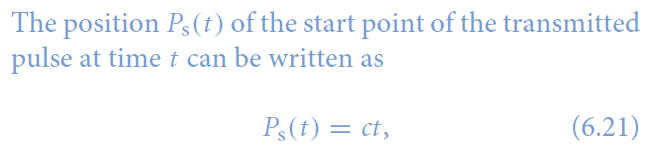 The position Pₛ(t) of the start point of the transmitted
pulse at time t can be written as
Pₛ(t) = ct, (6.21)